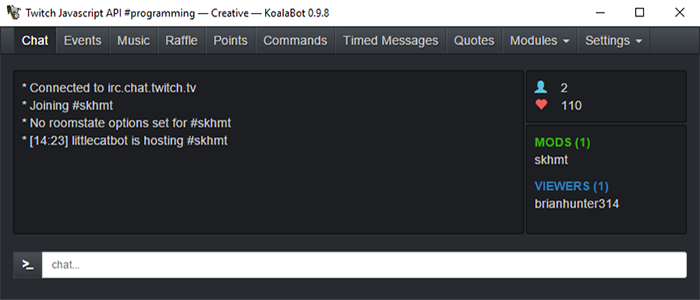 Twitch Javascript API #programming — Creative — KoalaBot 0.9.8
Chat Events Music Raffle Points Commands Timed Messages Quotes Modules Settings
* Connected to irc.chat.twitch.tv
* Joining #skhmt
* No roomstate options set for #skhmt
* [14:23] littlecatbot is hosting #skhmt
2
110
MODS (1)
skhmt
VIEWERS (1)
brianhunter314
>_ chat...